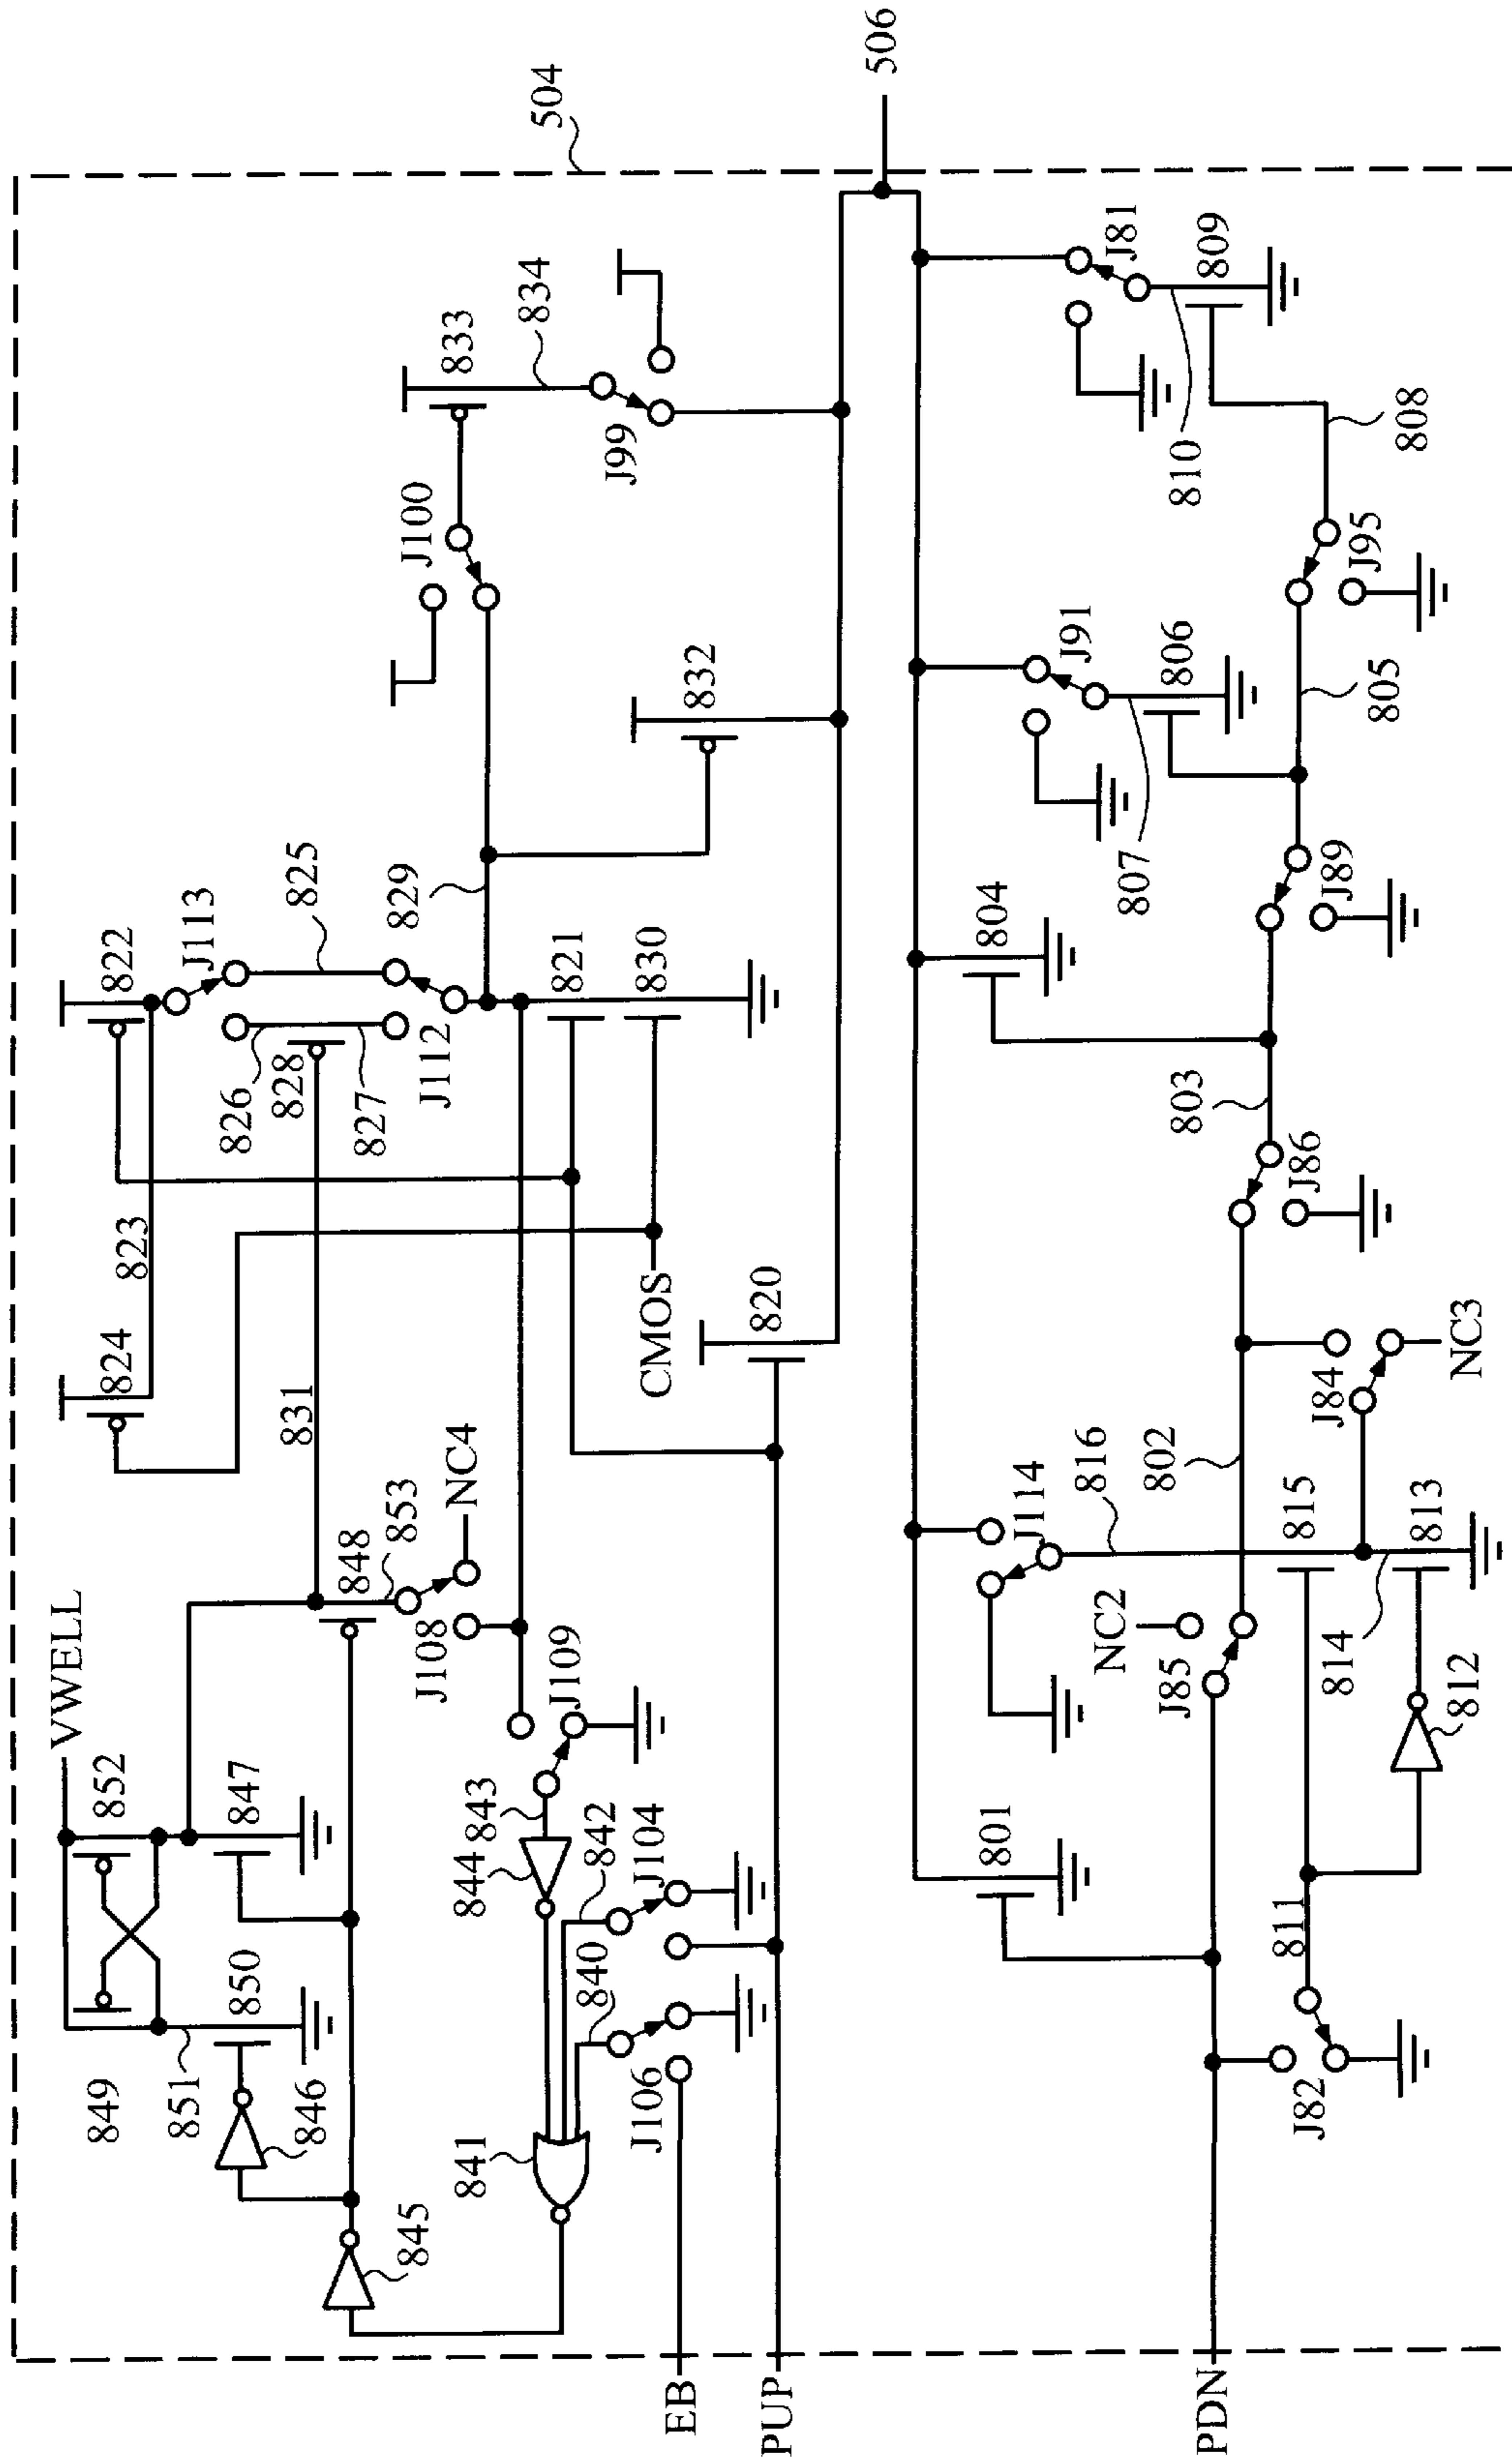 504
506
VWELL
852
847
849
851
850
846
845
844
843
842
841
840
J104
J106
J109
J108
848
853
NC4
831
824
823
822
J113
825
826
828
827
J112
829
821
830
CMOS
820
J100
833
834
J99
832
EB
PUP
PDN
801
J114
816
NC2
J85
802
815
813
814
812
811
J82
J84
NC3
J86
803
804
J89
807
J91
806
805
J95
808
810
809
J81